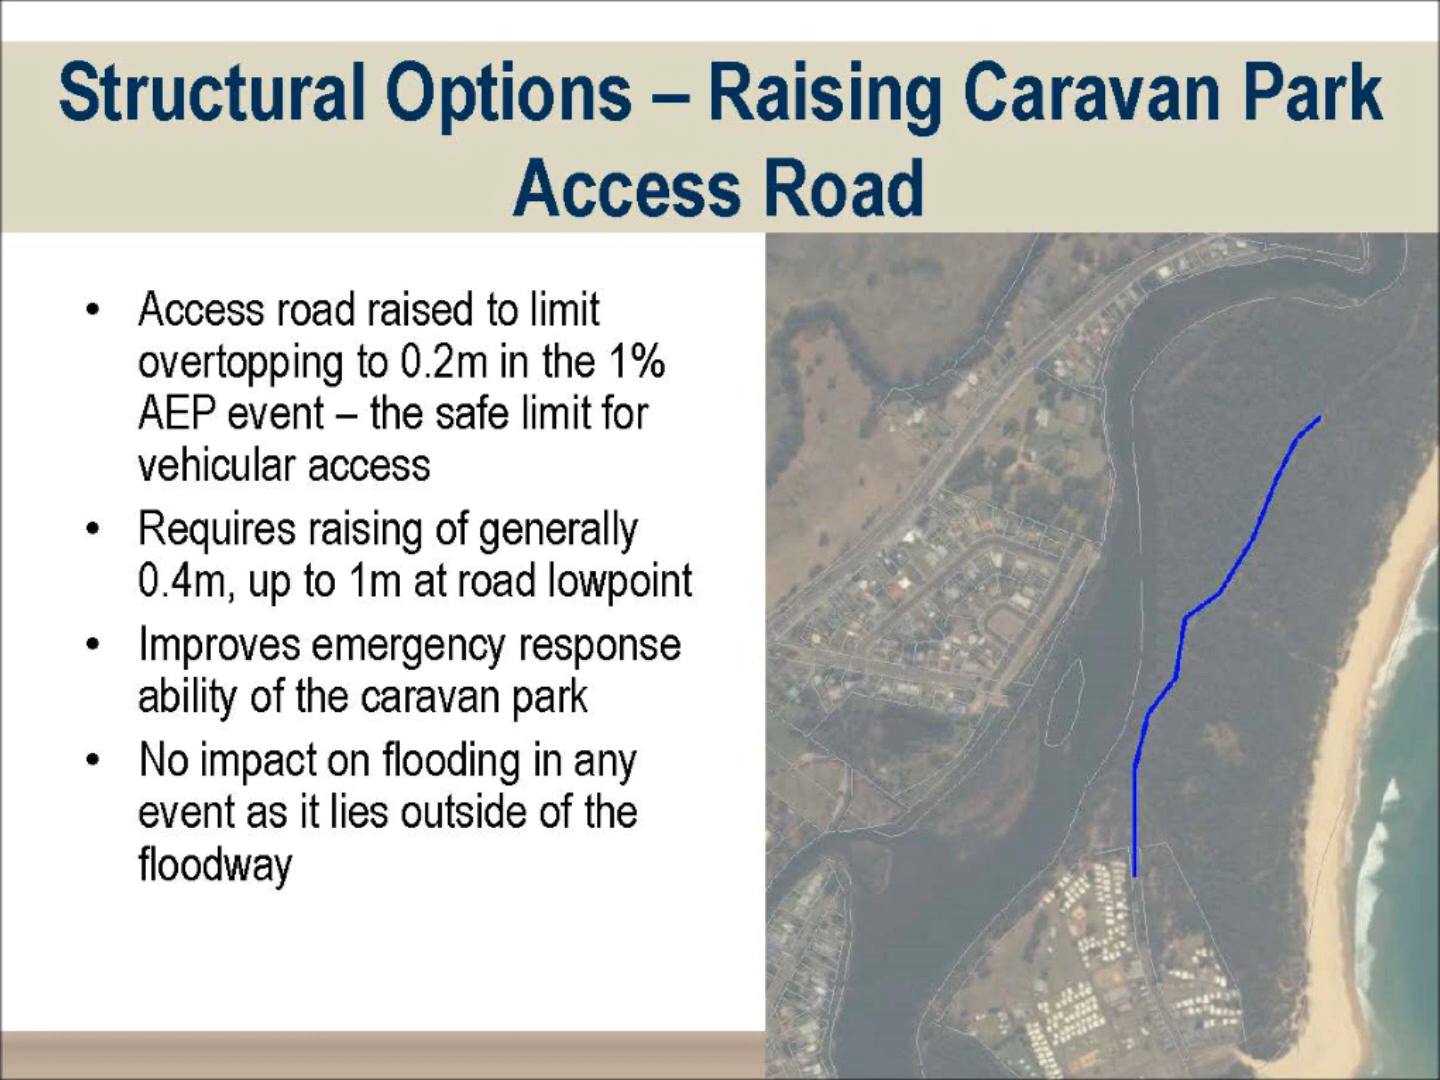 Structural Options – Raising Caravan Park
Access Road
• Access road raised to limit
overtopping to 0.2m in the 1%
AEP event – the safe limit for
vehicular access
• Requires raising of generally
0.4m, up to 1m at road lowpoint
• Improves emergency response
ability of the caravan park
• No impact on flooding in any
event as it lies outside of the
floodway